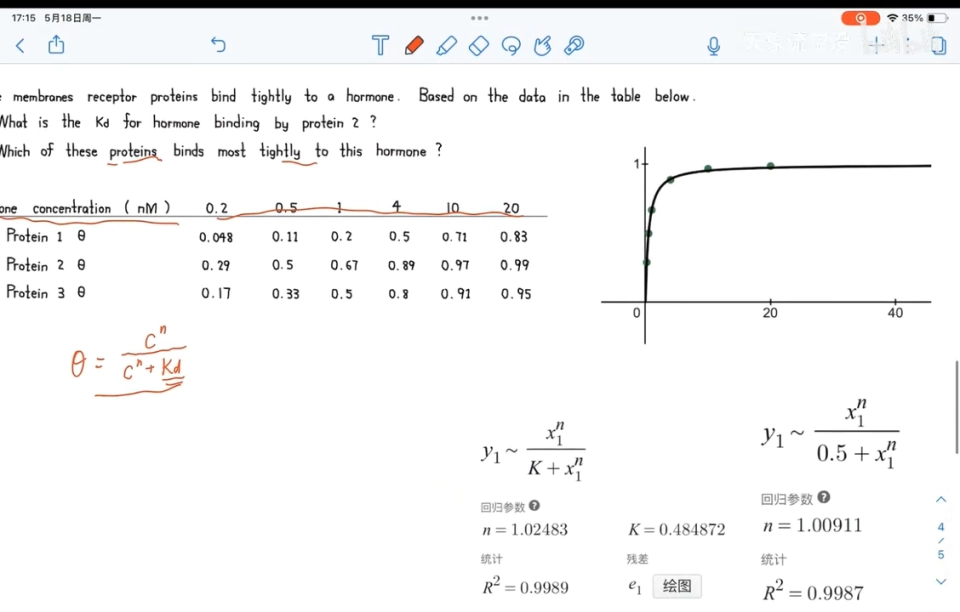 17:15 5月18日周一
35%
membranes receptor proteins bind tightly to a hormone. Based on the data in the table below.
What is the Kd for hormone binding by protein 2 ?
Which of these proteins binds most tightly to this hormone ?
one concentration ( nM ) 0.2 0.5 1 4 10 20
Protein 1 θ 0.048 0.11 0.2 0.5 0.71 0.83
Protein 2 θ 0.29 0.5 0.67 0.89 0.97 0.99
Protein 3 θ 0.17 0.33 0.5 0.8 0.91 0.95
θ = C^n / (C^n + Kd)
1
0 20 40
y₁ ~ x₁^n / (K + x₁^n)
回归参数
n = 1.02483 K = 0.484872
统计 残差
R² = 0.9989 e₁ 绘图
y₁ ~ x₁^n / (0.5 + x₁^n)
回归参数
n = 1.00911
统计
R² = 0.9987
4
/
5